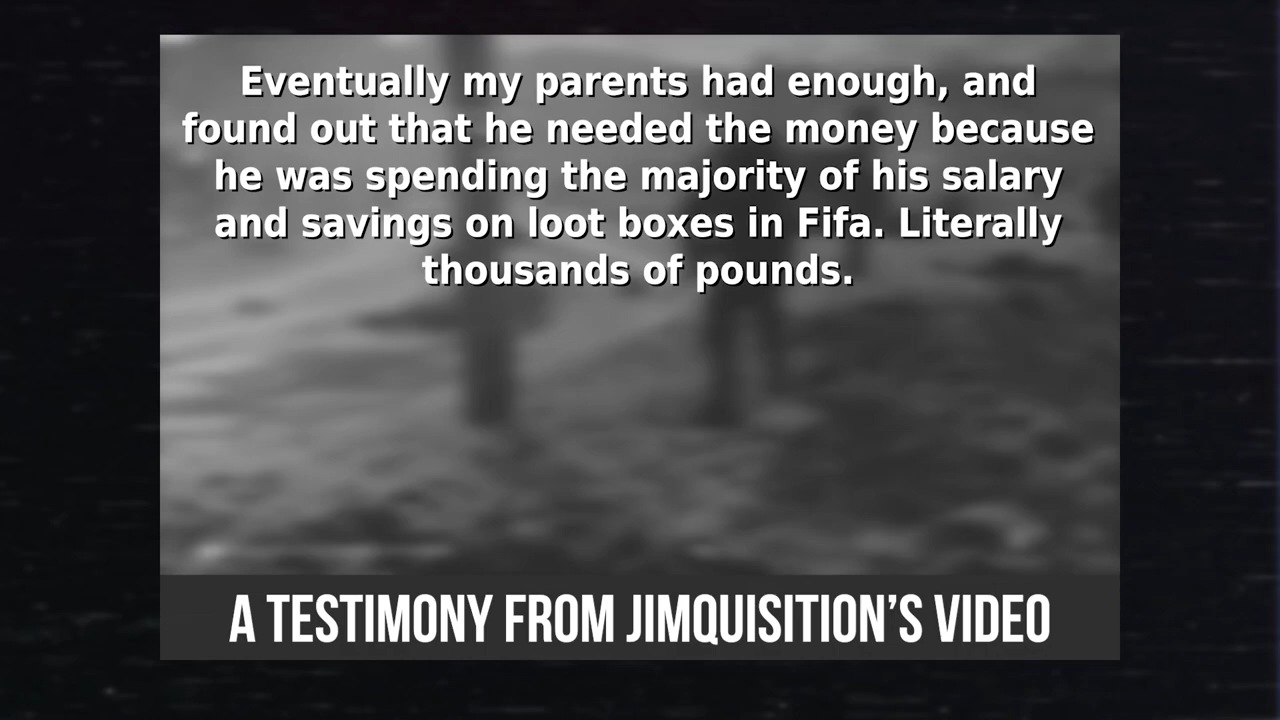 Eventually my parents had enough, and
found out that he needed the money because
he was spending the majority of his salary
and savings on loot boxes in Fifa. Literally
thousands of pounds.
A TESTIMONY FROM JIMQUISITION’S VIDEO